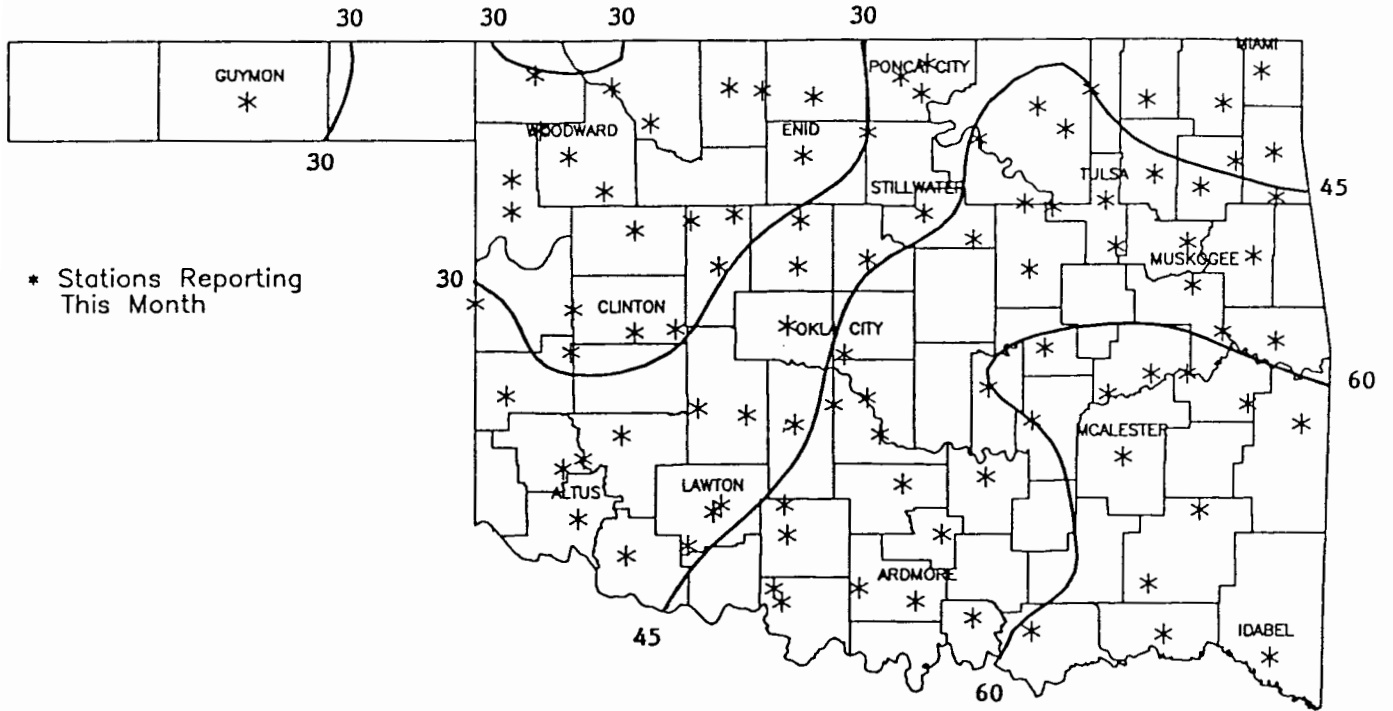 30 30 30 30
MIAMI
PONCA CITY
GUYMON
WOODWARD ENID
30
STILLWATER TULSA
45
* Stations Reporting
This Month
30
MUSKOGEE
CLINTON
OKLA CITY
60
MCALESTER
ALTUS LAWTON
ARDMORE
IDABEL
45
60